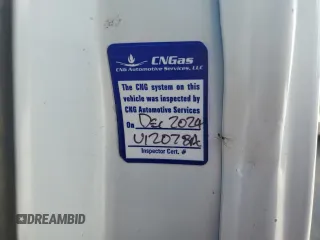 CNGas
CNG Automotive Services, LLC
The CNG system on this
vehicle was inspected by
CNG Automotive Services
On Dec 2024
U12028A
Inspector Cert. #
DREAMBID